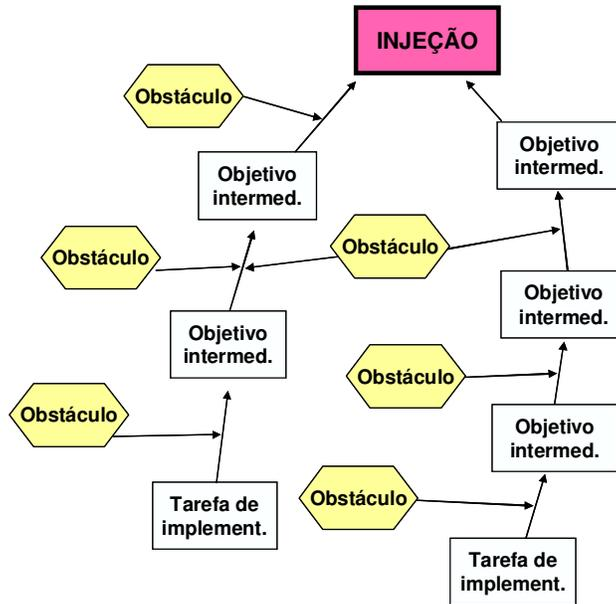 INJEÇÃO
Obstáculo
Objetivo
intermed.
Objetivo
intermed.
Obstáculo
Obstáculo
Objetivo
intermed.
Objetivo
intermed.
Obstáculo
Obstáculo
Objetivo
intermed.
Tarefa de
implement.
Obstáculo
Tarefa de
implement.